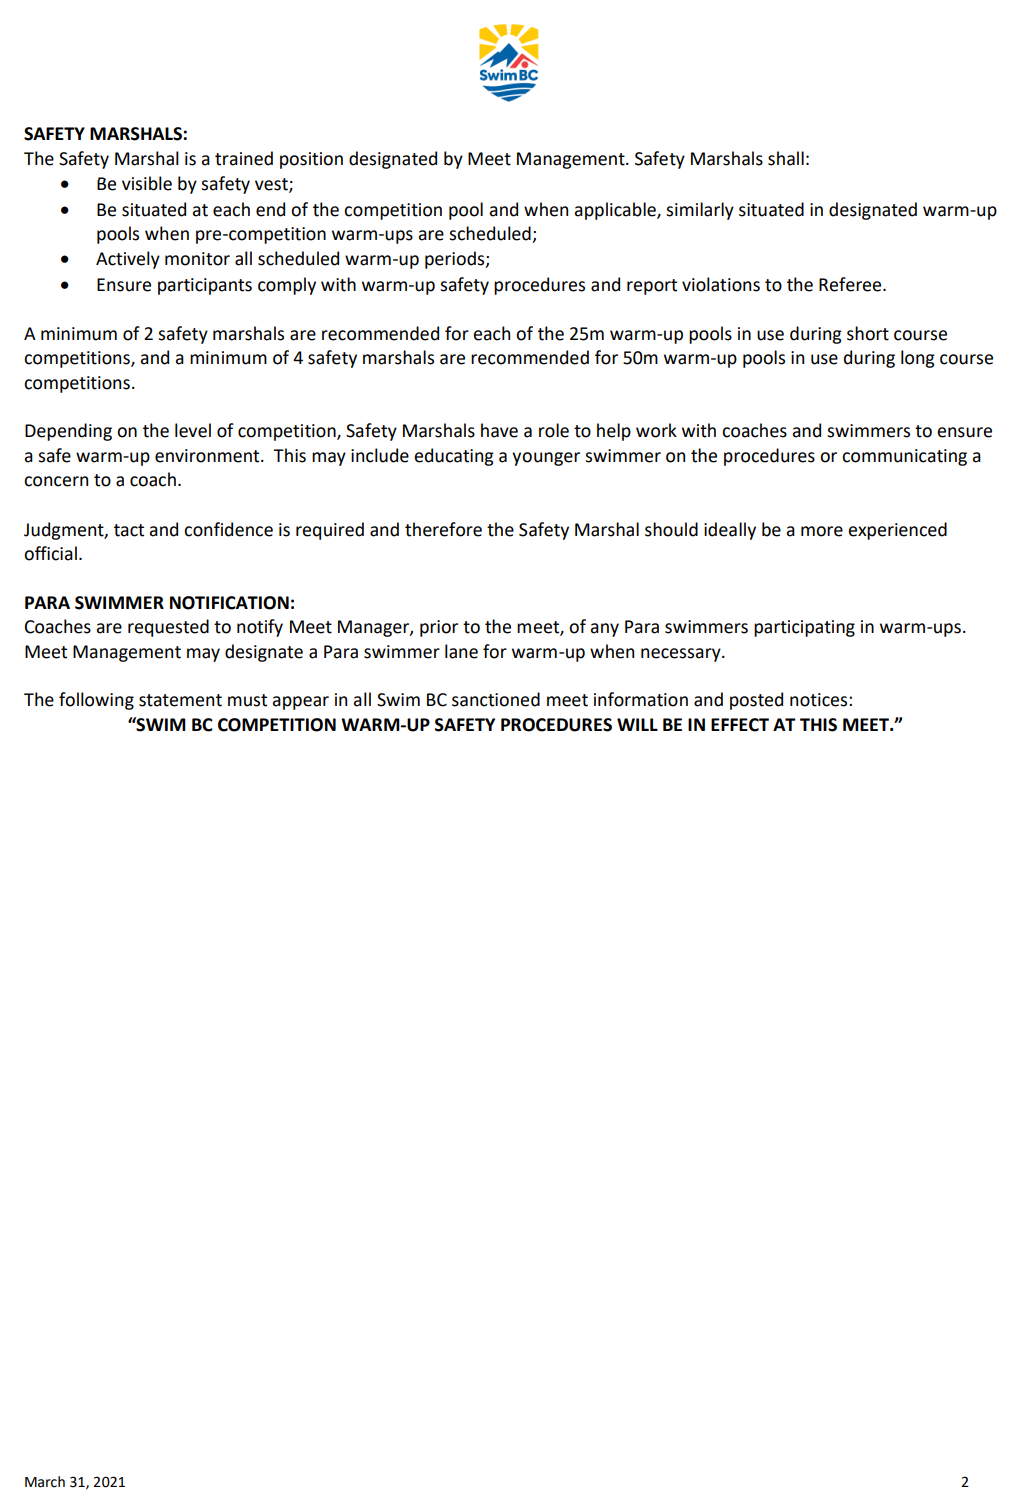 Swim BC
SAFETY MARSHALS:
The Safety Marshal is a trained position designated by Meet Management. Safety Marshals shall:
• Be visible by safety vest;
• Be situated at each end of the competition pool and when applicable, similarly situated in designated warm-up
pools when pre-competition warm-ups are scheduled;
• Actively monitor all scheduled warm-up periods;
• Ensure participants comply with warm-up safety procedures and report violations to the Referee.
A minimum of 2 safety marshals are recommended for each of the 25m warm-up pools in use during short course
competitions, and a minimum of 4 safety marshals are recommended for 50m warm-up pools in use during long course
competitions.
Depending on the level of competition, Safety Marshals have a role to help work with coaches and swimmers to ensure
a safe warm-up environment.  This may include educating a younger swimmer on the procedures or communicating a
concern to a coach.
Judgment, tact and confidence is required and therefore the Safety Marshal should ideally be a more experienced
official.
PARA SWIMMER NOTIFICATION:
Coaches are requested to notify Meet Manager, prior to the meet, of any Para swimmers participating in warm-ups.
Meet Management may designate a Para swimmer lane for warm-up when necessary.
The following statement must appear in all Swim BC sanctioned meet information and posted notices:
“SWIM BC COMPETITION WARM-UP SAFETY PROCEDURES WILL BE IN EFFECT AT THIS MEET.”
March 31, 2021 2